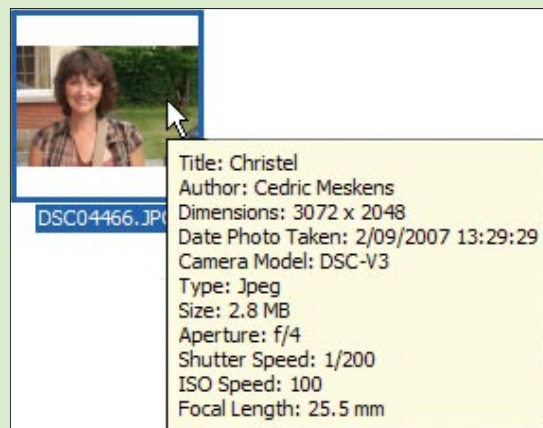 DSC04466.JPG
Title: Christel
Author: Cedric Meskens
Dimensions: 3072 x 2048
Date Photo Taken: 2/09/2007 13:29:29
Camera Model: DSC-V3
Type: Jpeg
Size: 2.8 MB
Aperture: f/4
Shutter Speed: 1/200
ISO Speed: 100
Focal Length: 25.5 mm